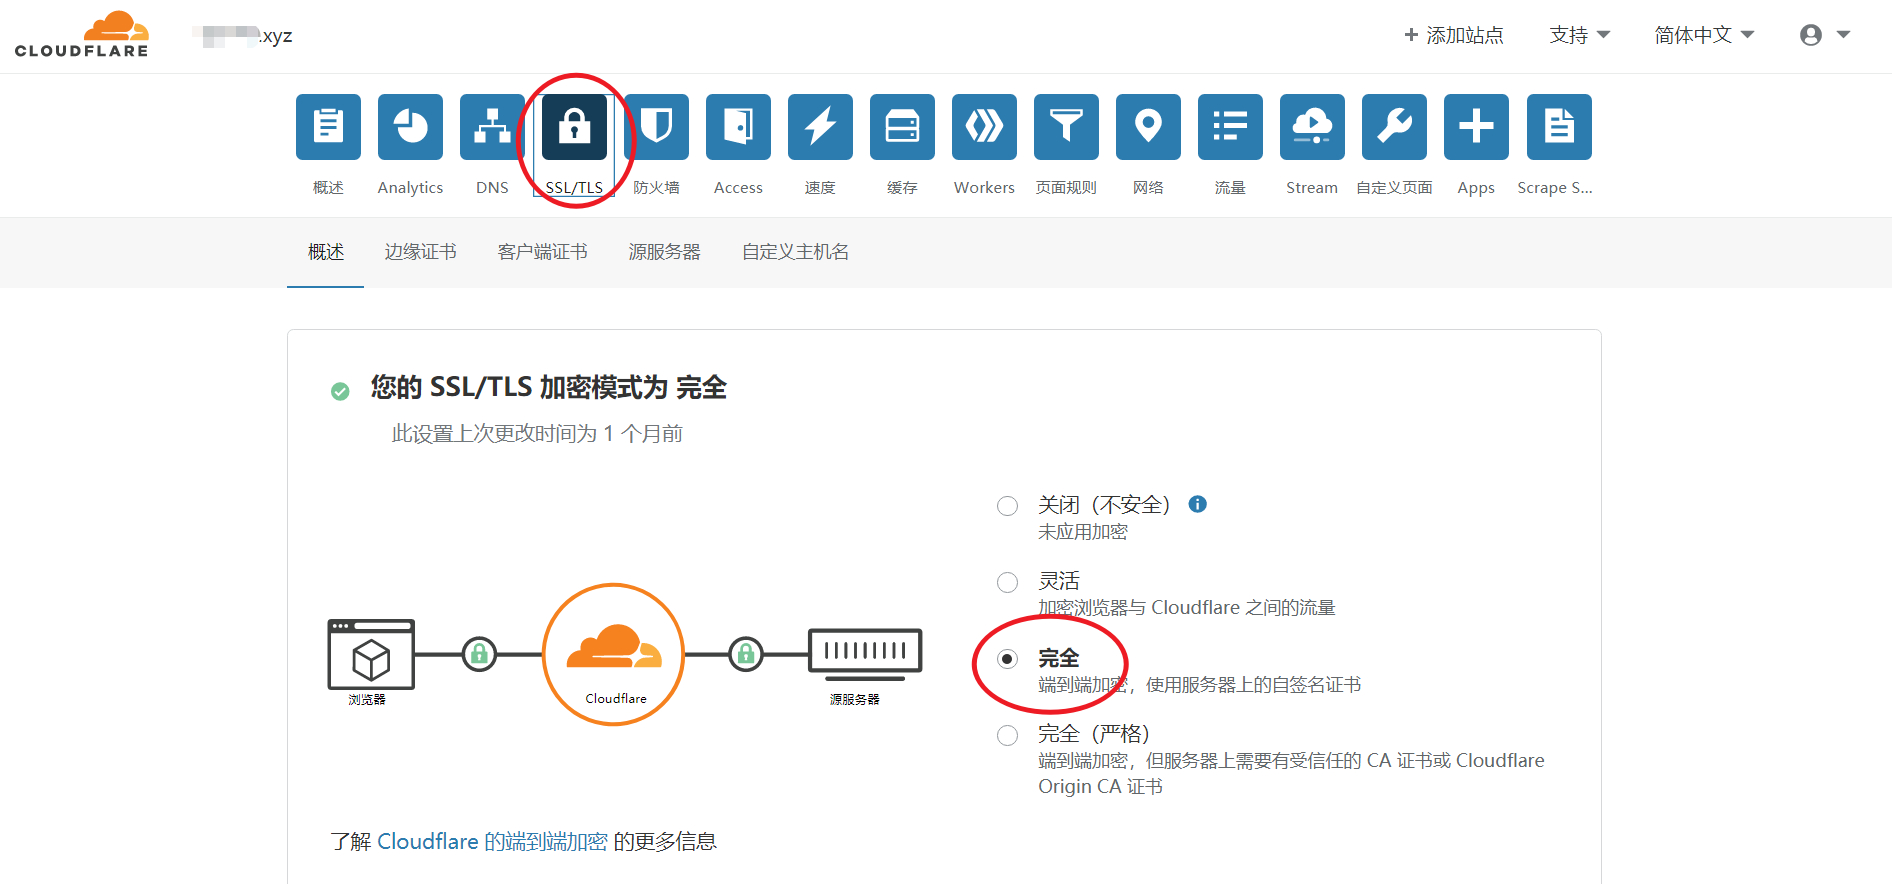 CLOUDFLARE
.xyz
+ 添加站点
支持
简体中文
概述
Analytics
DNS
SSL/TLS
防火墙
Access
速度
缓存
Workers
页面规则
网络
流量
Stream
自定义页面
Apps
Scrape S...
概述
边缘证书
客户端证书
源服务器
自定义主机名
您的 SSL/TLS 加密模式为 完全
此设置上次更改时间为 1 个月前
关闭（不安全）
未应用加密
灵活
加密浏览器与 Cloudflare 之间的流量
完全
端到端加密，使用服务器上的自签名证书
完全（严格）
端到端加密，但服务器上需要有受信任的 CA 证书或 Cloudflare
Origin CA 证书
浏览器
Cloudflare
源服务器
了解 Cloudflare 的端到端加密 的更多信息